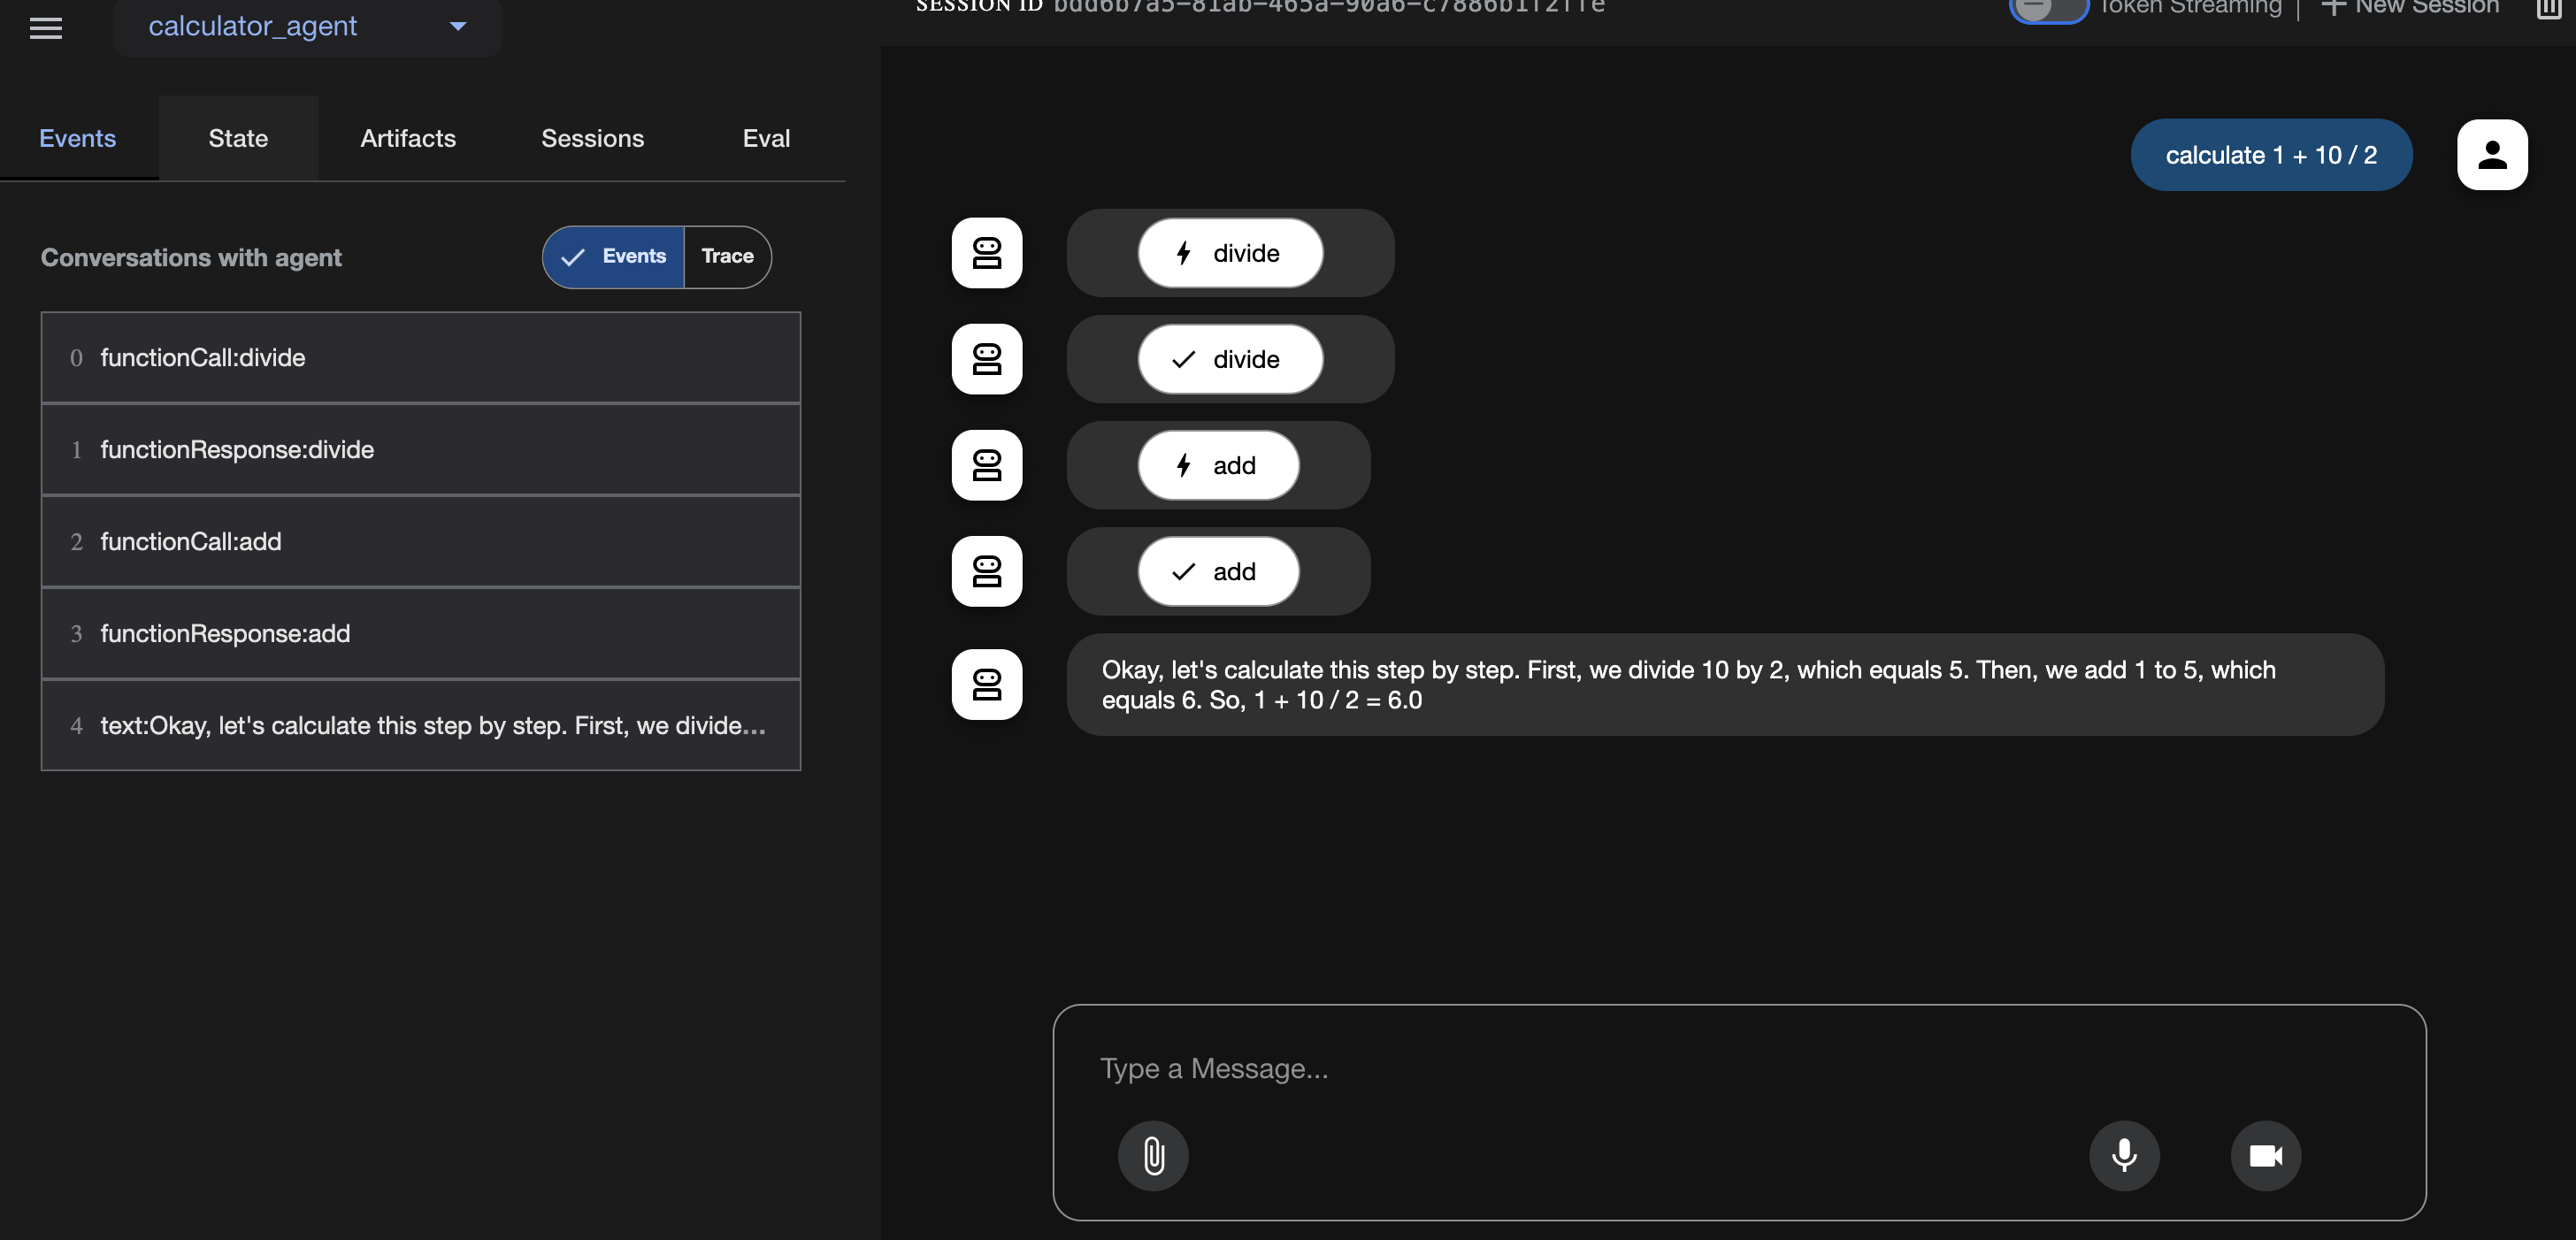 calculator_agent
SESSION ID bdd6b7a5-81ab-465a-90a6-c7886b1f2ffe
Token Streaming
New Session
Events
State
Artifacts
Sessions
Eval
Conversations with agent
Events
Trace
0 functionCall:divide
1 functionResponse:divide
2 functionCall:add
3 functionResponse:add
4 text:Okay, let's calculate this step by step. First, we divide...
calculate 1 + 10 / 2
divide
divide
add
add
Okay, let's calculate this step by step. First, we divide 10 by 2, which equals 5. Then, we add 1 to 5, which
equals 6. So, 1 + 10 / 2 = 6.0
Type a Message...